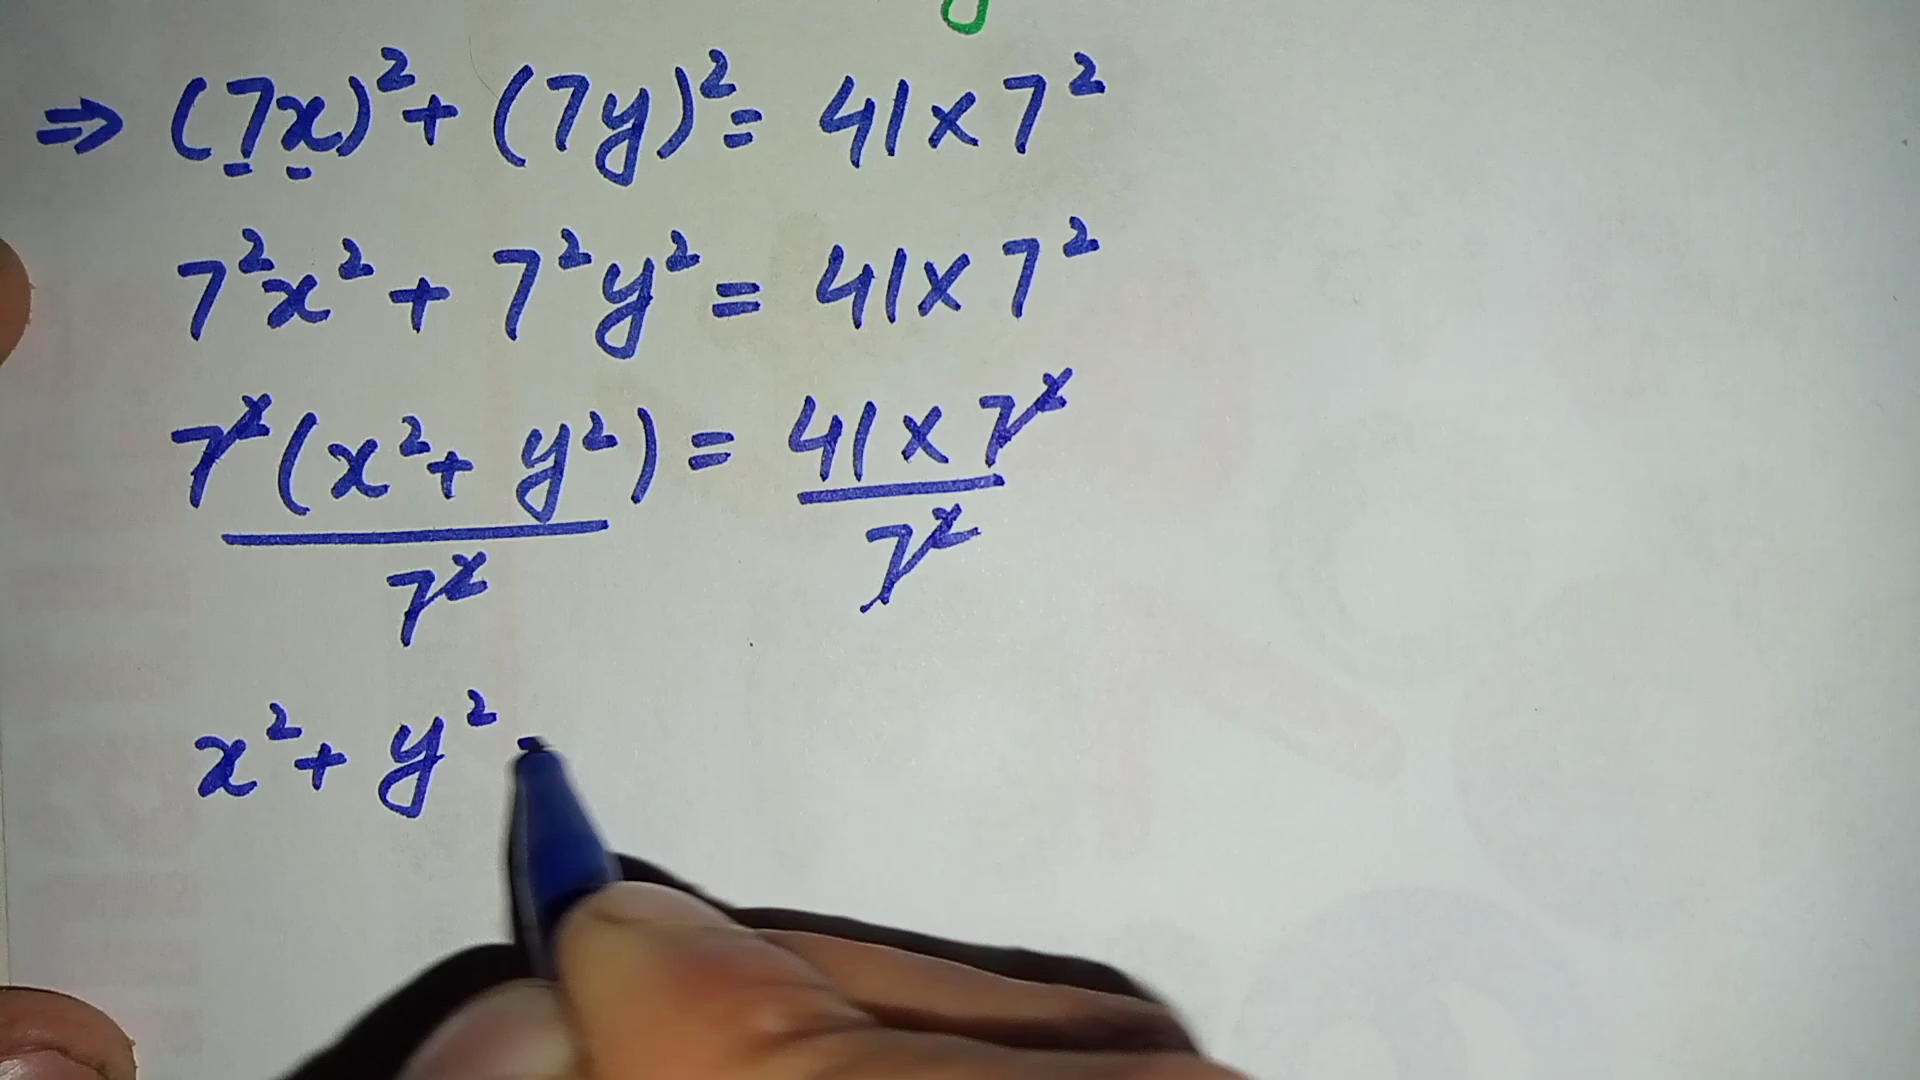 y
⇒ (7x)² + (7y)² = 41 × 7²
7²x² + 7²y² = 41 × 7²
7²(x² + y²) / 7² = 41 × 7² / 7²
x² + y² =